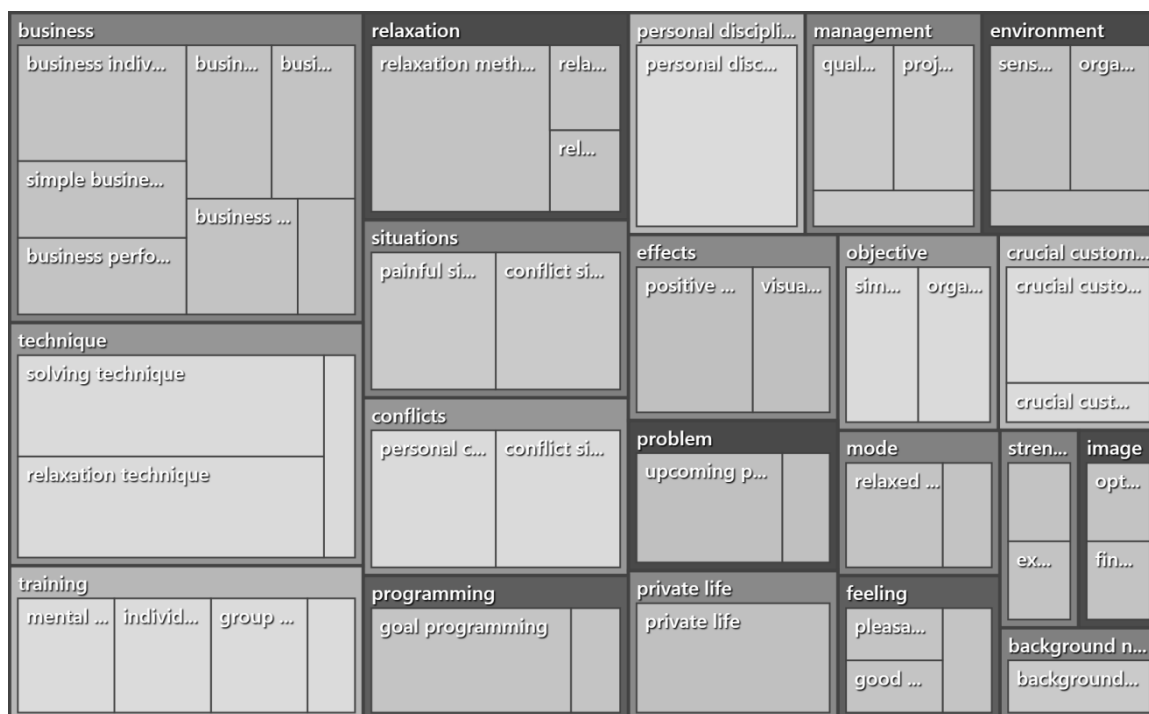 business
business indiv...
busin...
busi...
simple busine...
business ...
business perfo...
technique
solving technique
relaxation technique
training
mental ...
individ...
group ...
relaxation
relaxation meth...
rela...
rel...
situations
painful si...
conflict si...
conflicts
personal c...
conflict si...
programming
goal programming
personal discipli...
personal disc...
management
qual...
proj...
environment
sens...
orga...
effects
positive ...
visua...
objective
sim...
orga...
crucial custom...
crucial custo...
crucial cust...
problem
upcoming p...
mode
relaxed ...
stren...
ex...
image
opt...
fin...
private life
private life
feeling
pleasa...
good ...
background n...
background...